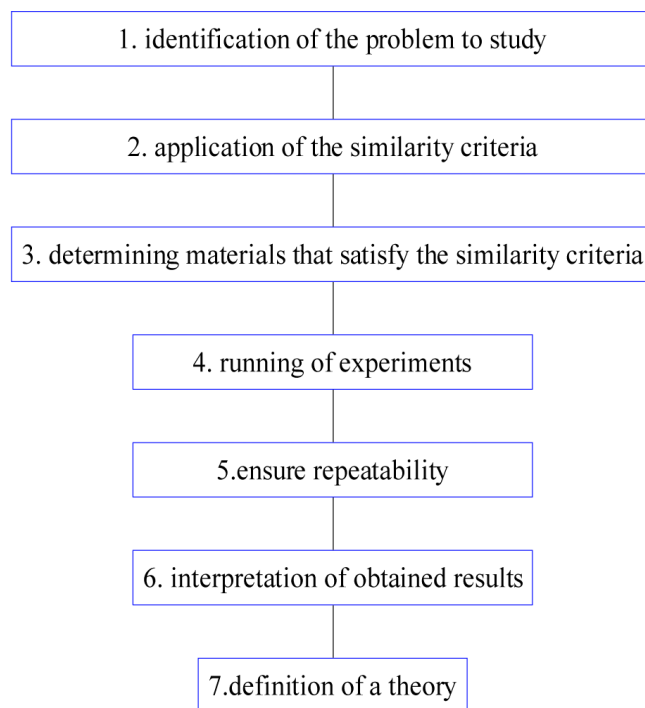 1. identification of the problem to study
2. application of the similarity criteria
3. determining materials that satisfy the similarity criteria
4. running of experiments
5.ensure repeatability
6. interpretation of obtained results
7.definition of a theory